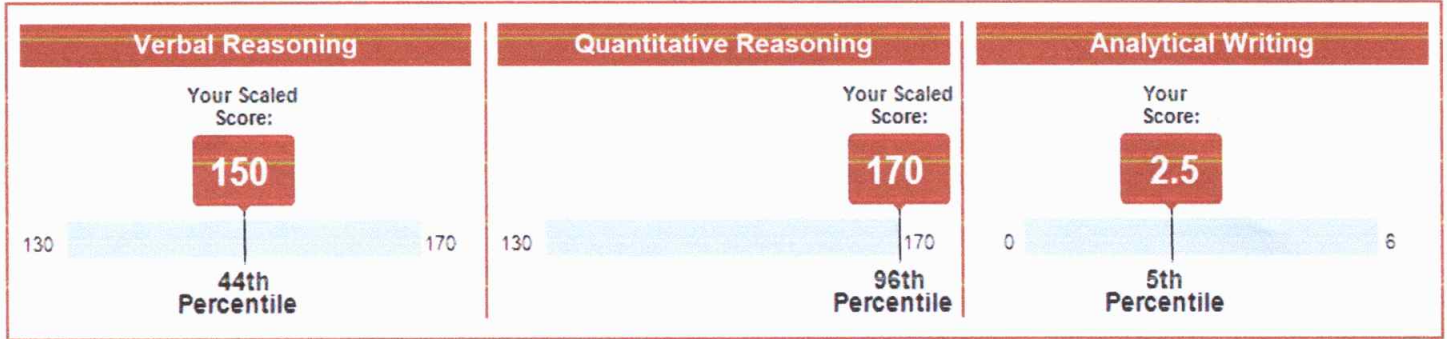 Verbal Reasoning
Your Scaled
Score:
150
130
170
44th
Percentile
Quantitative Reasoning
Your Scaled
Score:
170
130
170
96th
Percentile
Analytical Writing
Your
Score:
2.5
0
6
5th
Percentile